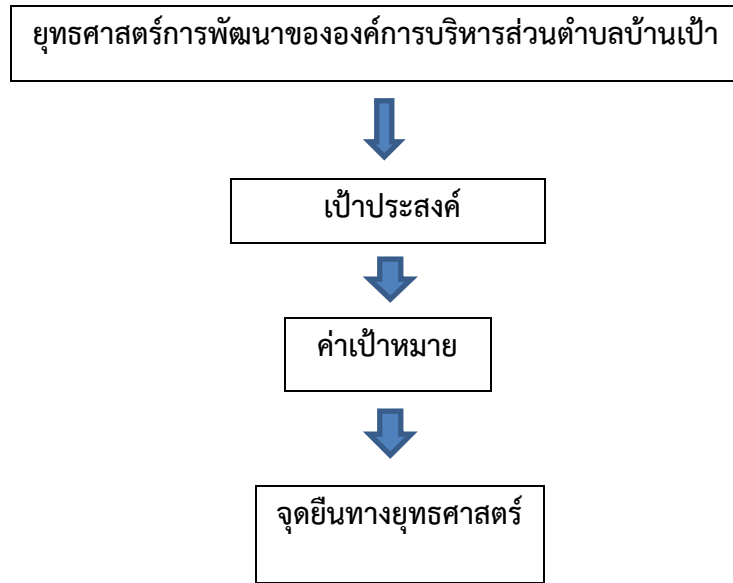 ยุทธศาสตร์การพัฒนาขององค์การบริหารส่วนตำบลบ้านเป้า
เป้าประสงค์
ค่าเป้าหมาย
จุดยืนทางยุทธศาสตร์